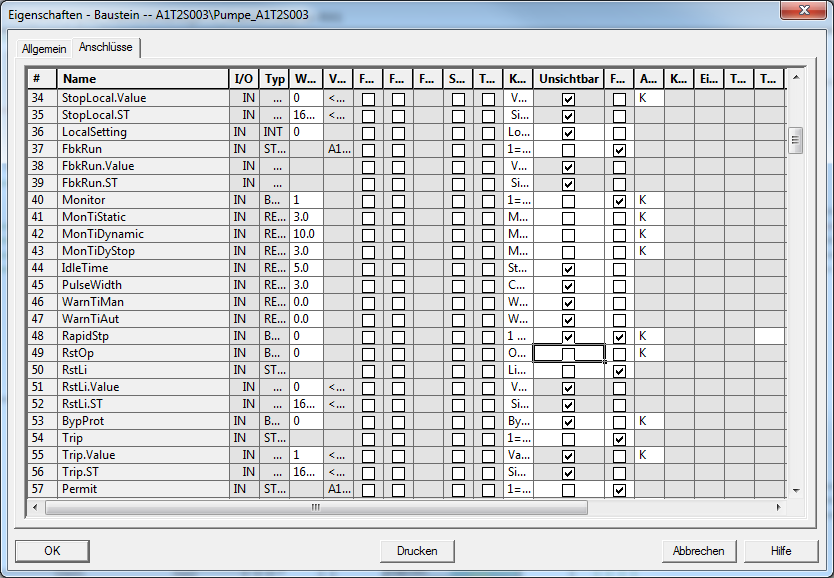 Eigenschaften - Baustein -- A1T2S003\Pumpe_A1T2S003
Allgemein Anschlüsse
# Name I/O Typ W... V... F... F... F... S... T... K... Unsichtbar F... A... K... Ei... T... T...
34 StopLocal.Value IN ... 0 <... V... K
35 StopLocal.ST IN ... 16... <... Si...
36 LocalSetting IN INT 0 Lo...
37 FbkRun IN ST... A1... 1=...
38 FbkRun.Value IN ... V...
39 FbkRun.ST IN ... Si...
40 Monitor IN B... 1 1=... K
41 MonTiStatic IN RE... 3.0 M... K
42 MonTiDynamic IN RE... 10.0 M... K
43 MonTiDyStop IN RE... 3.0 M... K
44 IdleTime IN RE... 5.0 St...
45 PulseWidth IN RE... 3.0 C...
46 WarnTiMan IN RE... 0.0 W...
47 WarnTiAut IN RE... 0.0 W...
48 RapidStp IN B... 0 1 ... K
49 RstOp IN B... 0 O... K
50 RstLi IN ST... Li...
51 RstLi.Value IN ... 0 <... V...
52 RstLi.ST IN ... 16... <... Si...
53 BypProt IN B... 0 By... K
54 Trip IN ST... 1=...
55 Trip.Value IN ... 1 <... Va... K
56 Trip.ST IN ... 16... <... Si...
57 Permit IN ST... A1... 1=...
OK Drucken Abbrechen Hilfe